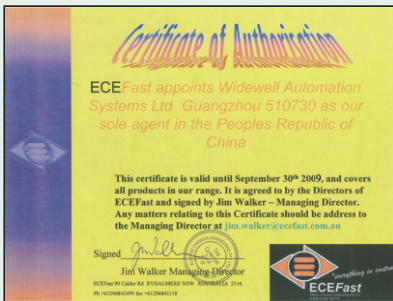 Certificate of Authorisation
ECEFast appoints Widewell Automation
Systems Ltd. Guangzhou 510730 as our
sole agent in the Peoples Republic of
China
This certificate is valid until September 30th 2009, and covers
all products in our range. It is agreed to by the Directors of
ECEFast and signed by Jim Walker – Managing Director.
Any matters relating to this Certificate should be address to
the Managing Director at jim.walker@ecefast.com.au
Signed
Jim Walker Managing Director
ECEFast 90 Calder Rd RYDALMERE NSW AUSTRALIA 2116
"everything in control
ECEFast